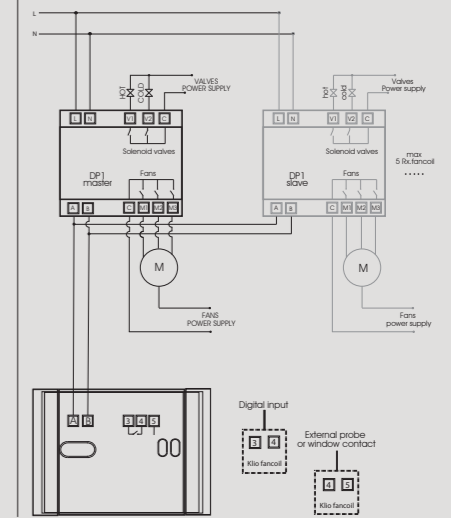 L
N
HOT
COLD
VALVES
POWER SUPPLY
hot
cold
Valves
Power supply
L N V1 V2 C
L N V1 V2 C
Solenoid valves
Solenoid valves
DP1
master
Fans
DP1
slave
Fans
max
5 Rx.fancoil
.....
A B C M1 M2 M3
A B C M1 M2 M3
M
M
FANS
POWER SUPPLY
Fans
power supply
A B 3 4 5
Digital input
3 4
Klio fancoil
External probe
or window contact
4 5
Klio fancoil